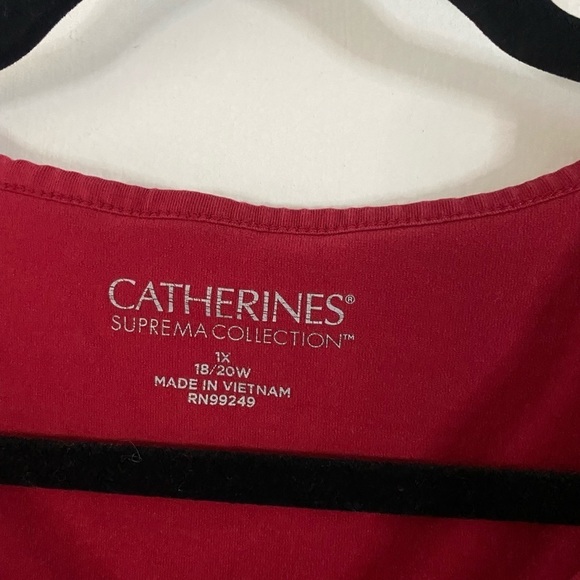 CATHERINES®
SUPREMA COLLECTION™
1X
18/20W
MADE IN VIETNAM
RN99249